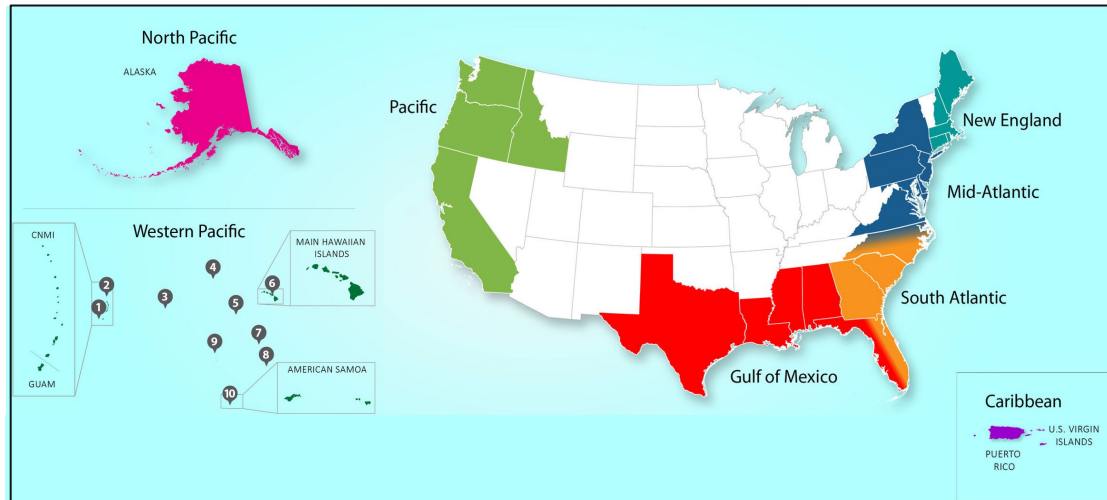 North Pacific
ALASKA
Pacific
New England
Mid-Atlantic
South Atlantic
Gulf of Mexico
Western Pacific
CNMI
GUAM
MAIN HAWAIIAN
ISLANDS
1
2
3
4
5
6
7
8
9
10
AMERICAN SAMOA
Caribbean
PUERTO
RICO
U.S. VIRGIN
ISLANDS